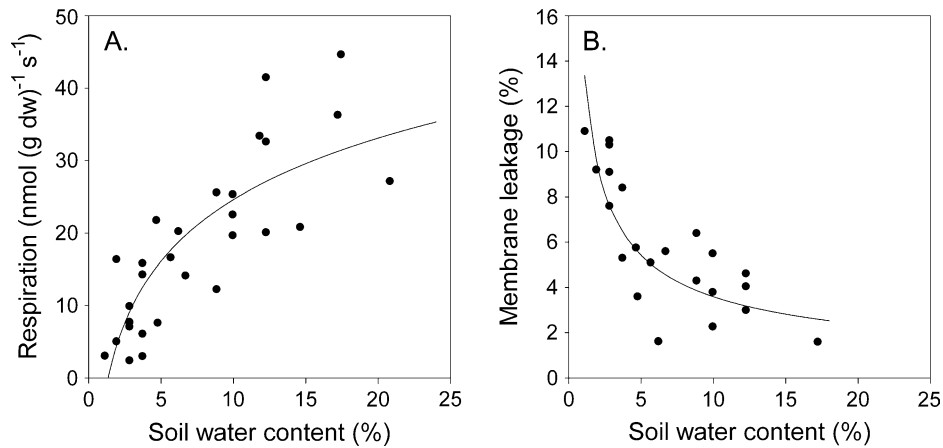 A.
Respiration (nmol (g dw)⁻¹ s⁻¹)
50
40
30
20
10
0
0 5 10 15 20 25
Soil water content (%)
B.
Membrane leakage (%)
16
14
12
10
8
6
4
2
0
0 5 10 15 20 25
Soil water content (%)